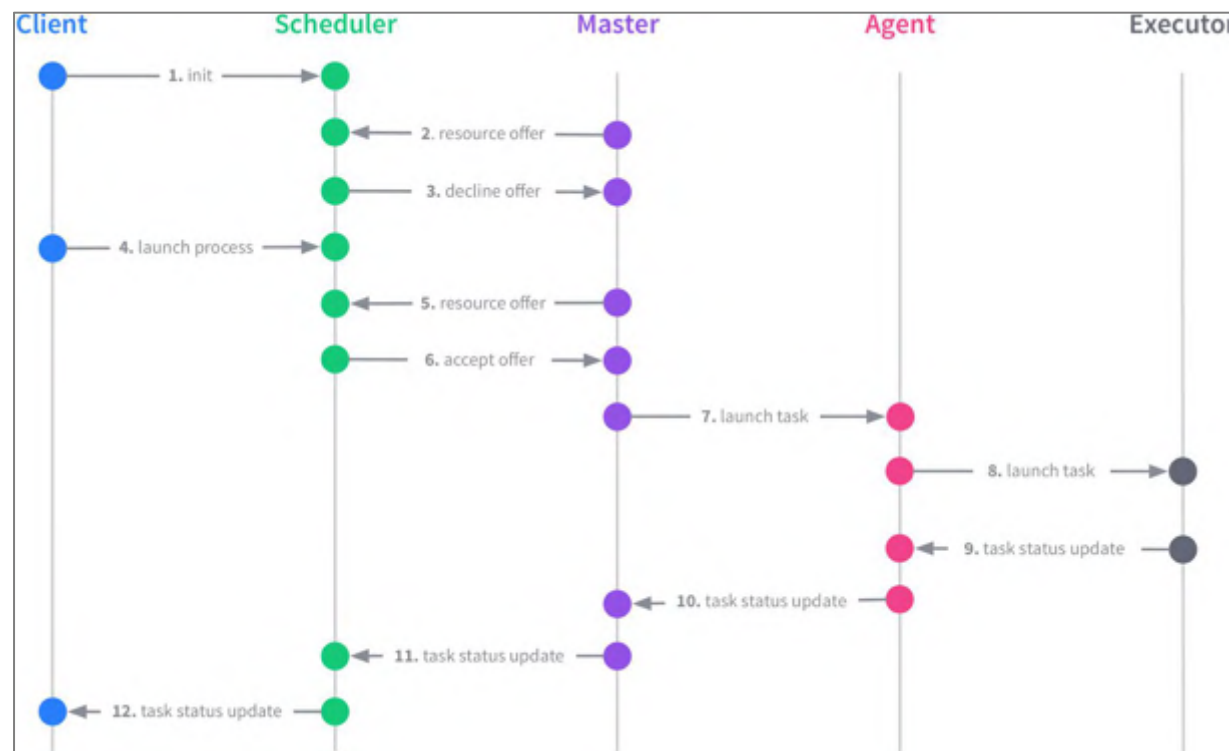 Client
Scheduler
Master
Agent
Executor
1. init
2. resource offer
3. decline offer
4. launch process
5. resource offer
6. accept offer
7. launch task
8. launch task
9. task status update
10. task status update
11. task status update
12. task status update